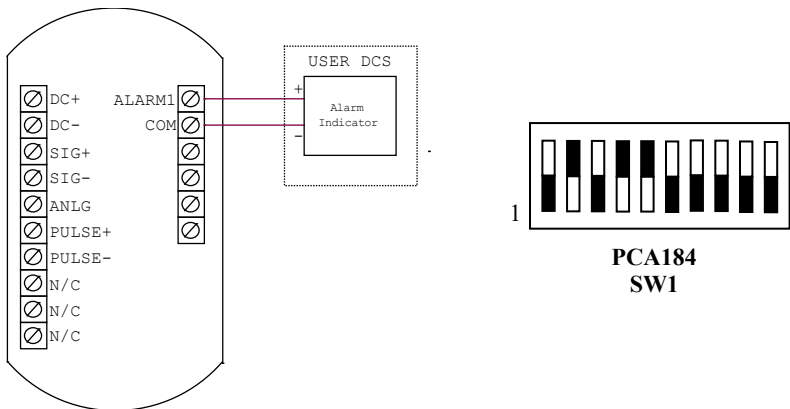 USER DCS
DC+
DC-
SIG+
SIG-
ANLG
PULSE+
PULSE-
N/C
N/C
N/C
ALARM1
COM
+
-
Alarm
Indicator
1
PCA184
SW1